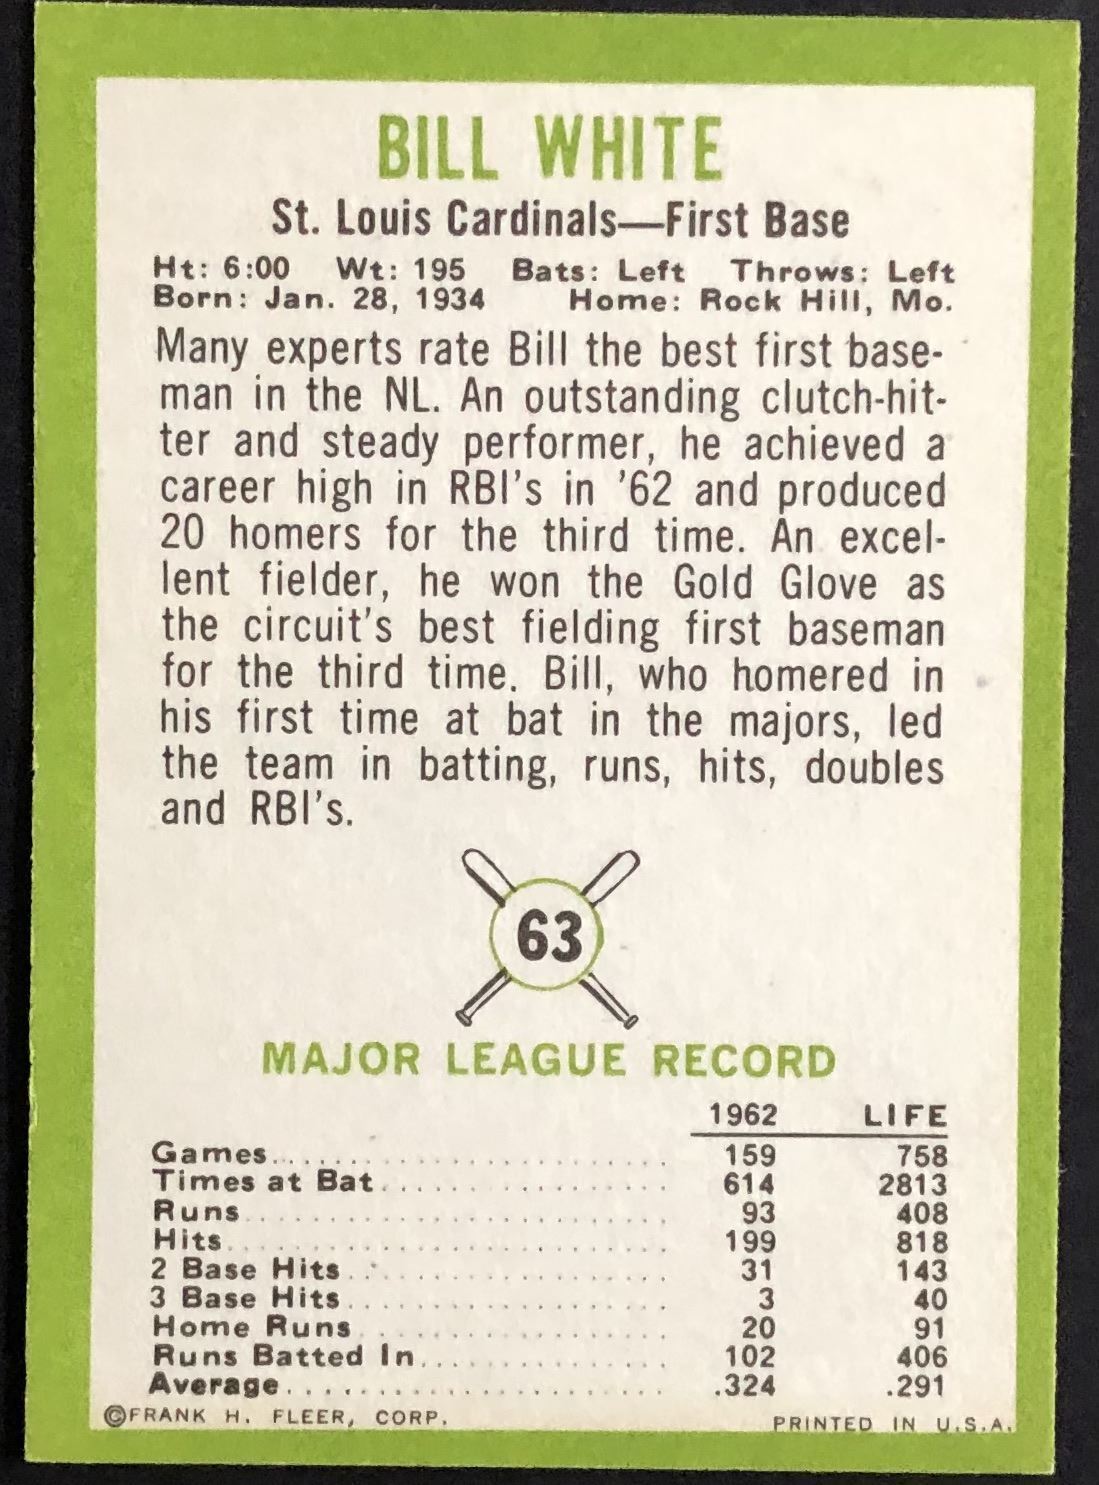 BILL WHITE
St. Louis Cardinals—First Base
Ht: 6:00 Wt: 195 Bats: Left Throws: Left
Born: Jan. 28, 1934 Home: Rock Hill, Mo.
Many experts rate Bill the best first base-
man in the NL. An outstanding clutch-hit-
ter and steady performer, he achieved a
career high in RBI's in '62 and produced
20 homers for the third time. An excel-
lent fielder, he won the Gold Glove as
the circuit's best fielding first baseman
for the third time. Bill, who homered in
his first time at bat in the majors, led
the team in batting, runs, hits, doubles
and RBI's.
63
MAJOR LEAGUE RECORD
1962 LIFE
Games 159 758
Times at Bat 614 2813
Runs 93 408
Hits 199 818
2 Base Hits 31 143
3 Base Hits 3 40
Home Runs 20 91
Runs Batted In 102 406
Average .324 .291
©FRANK H. FLEER, CORP. PRINTED IN U.S.A.